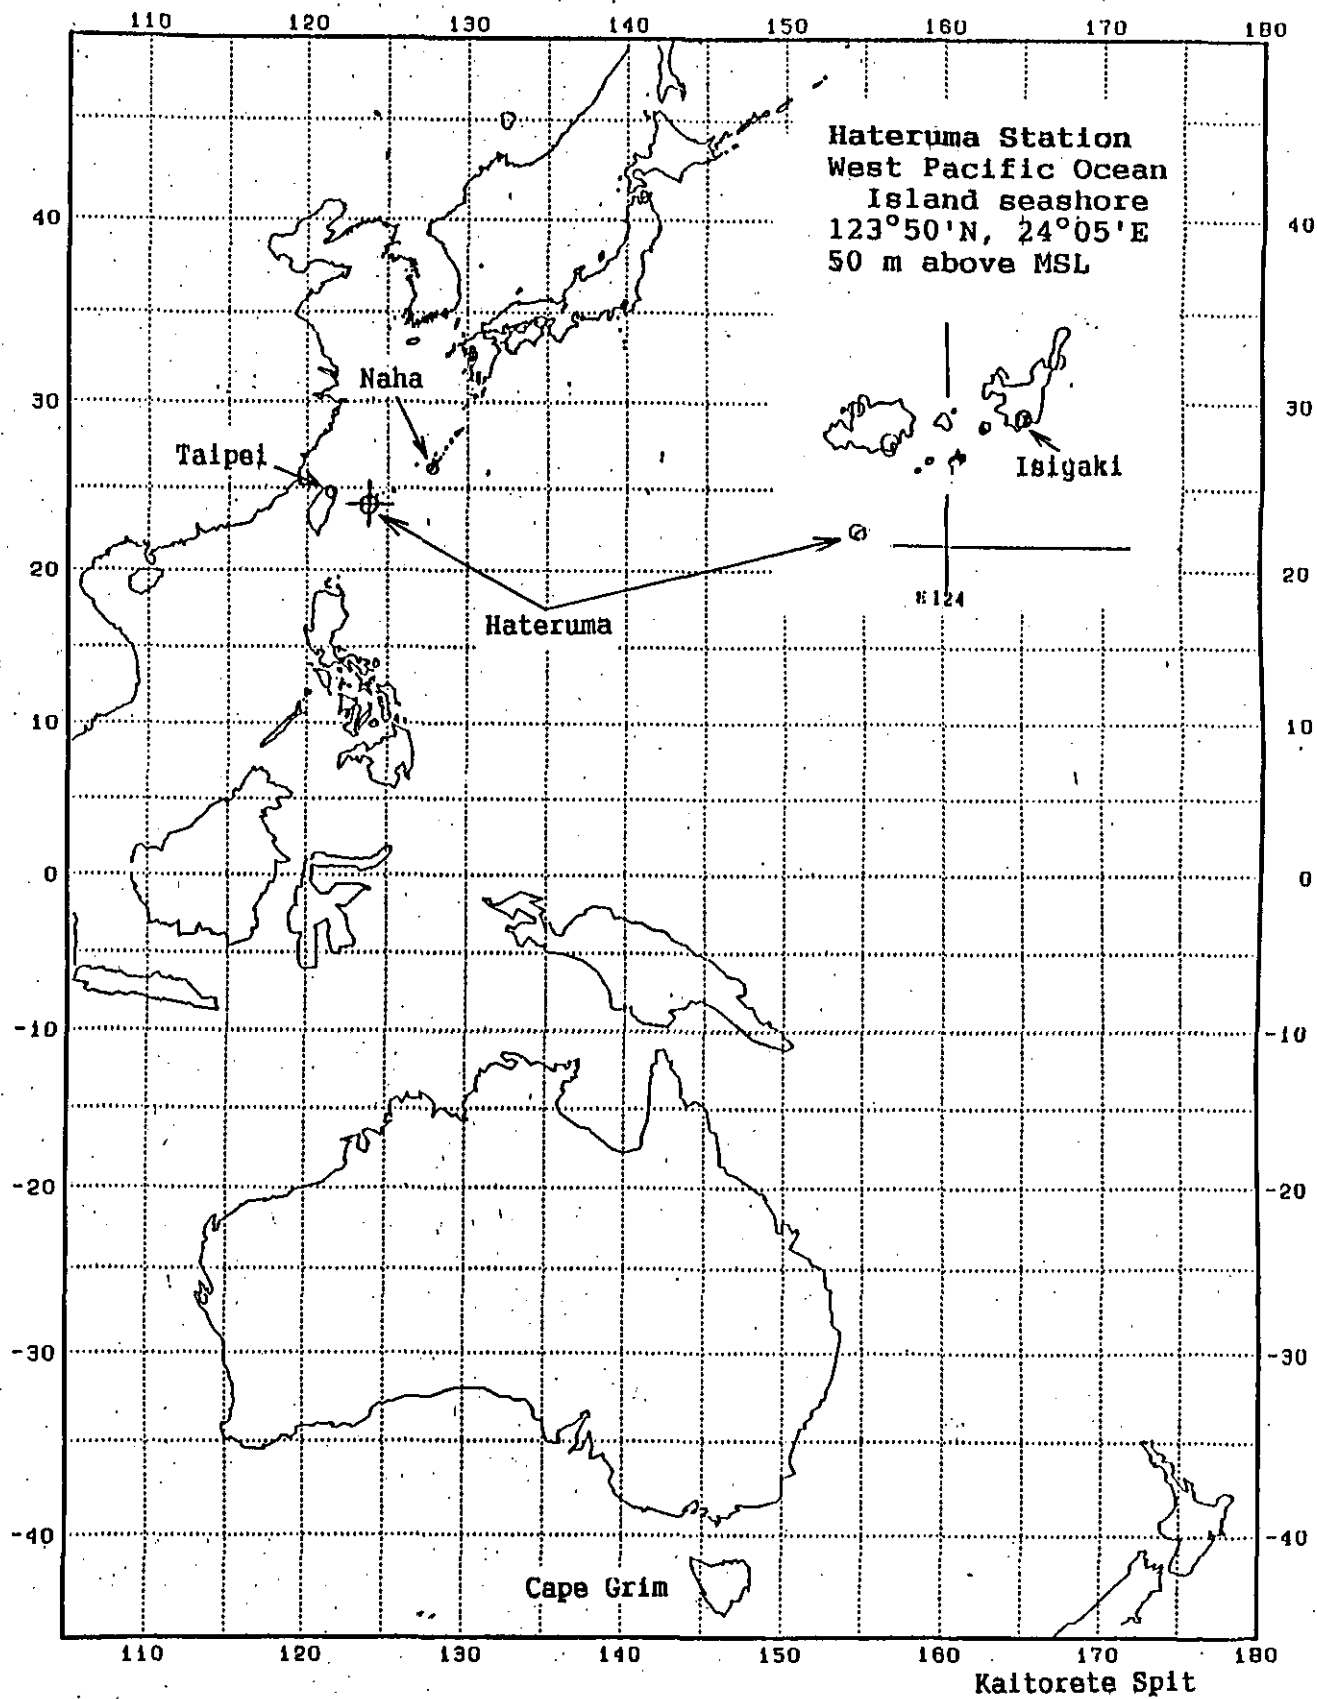 110 120 130 140 150 160 170 180
Hateruma Station
West Pacific Ocean
Island seashore
123°50'N, 24°05'E
50 m above MSL
40 40
Naha
30 30
Taipei
Isigaki
20 20
E124
Hateruma
10 10
0 0
-10 -10
-20 -20
-30 -30
-40 -40
Cape Grim
110 120 130 140 150 160 170 180
Kaitorete Spit